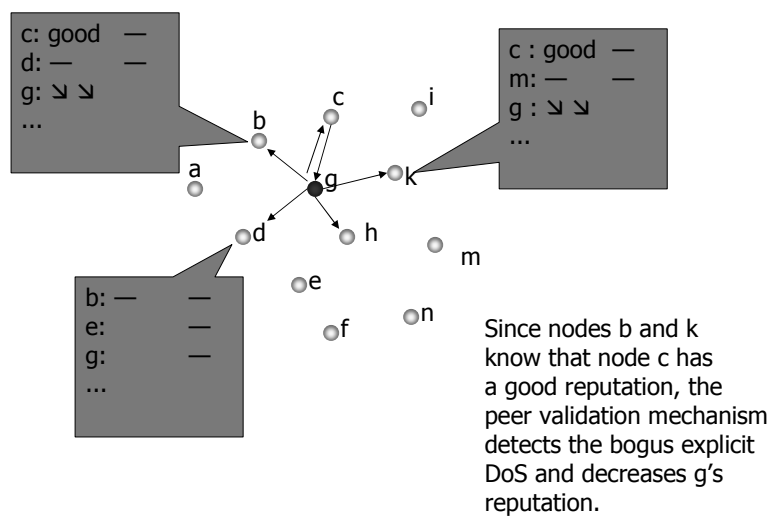 c: good —
d: — —
g: ↘ ↘
...
c : good —
m: — —
g : ↘ ↘
...
c
i
b
a
g
k
d
h
m
e
n
f
b: — —
e: —
g: —
...
Since nodes b and k
know that node c has
a good reputation, the
peer validation mechanism
detects the bogus explicit
DoS and decreases g's
reputation.